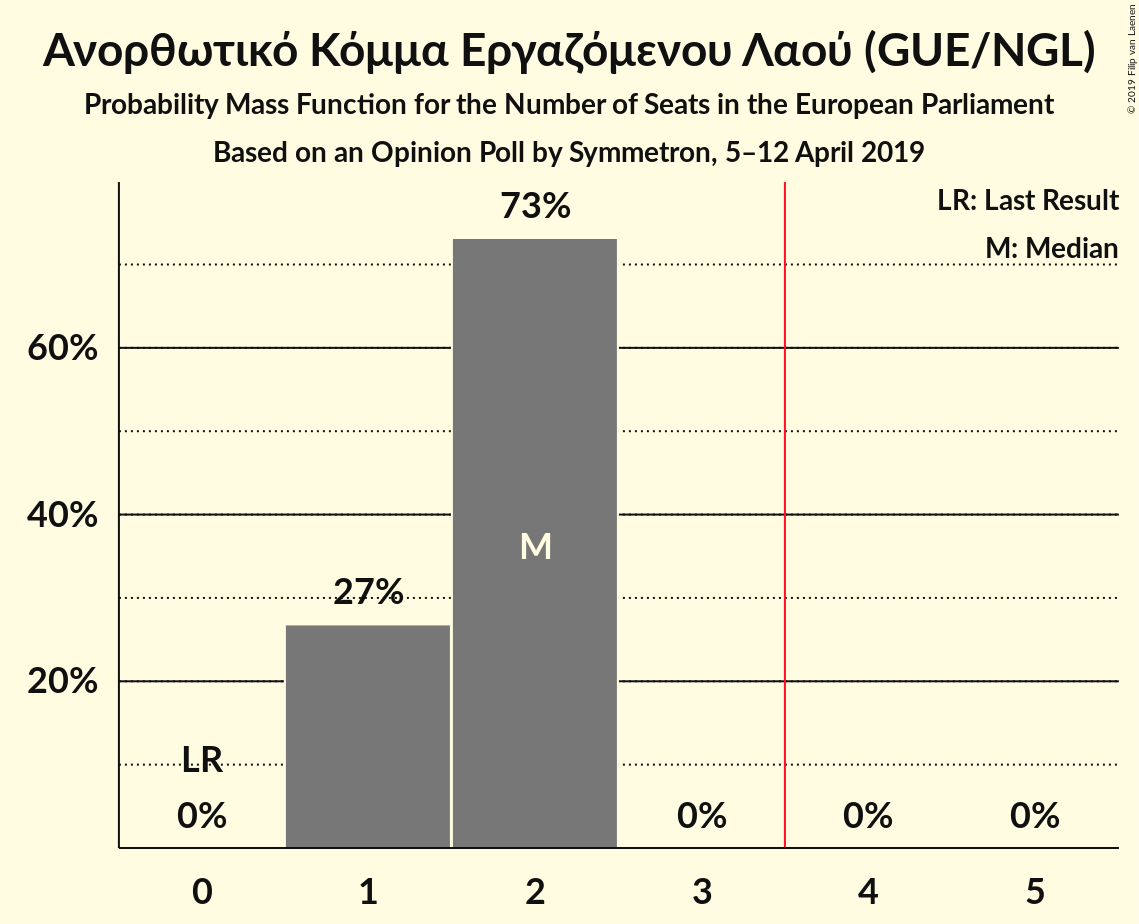 Ανορθωτικό Κόμμα Εργαζόμενου Λαού (GUE/NGL)
Probability Mass Function for the Number of Seats in the European Parliament
Based on an Opinion Poll by Symmetron, 5–12 April 2019
© 2019 Filip van Laenen
LR: Last Result
M: Median
73%
60%
40%
M
27%
20%
LR
0%
0%
0%
0%
0
1
2
3
4
5